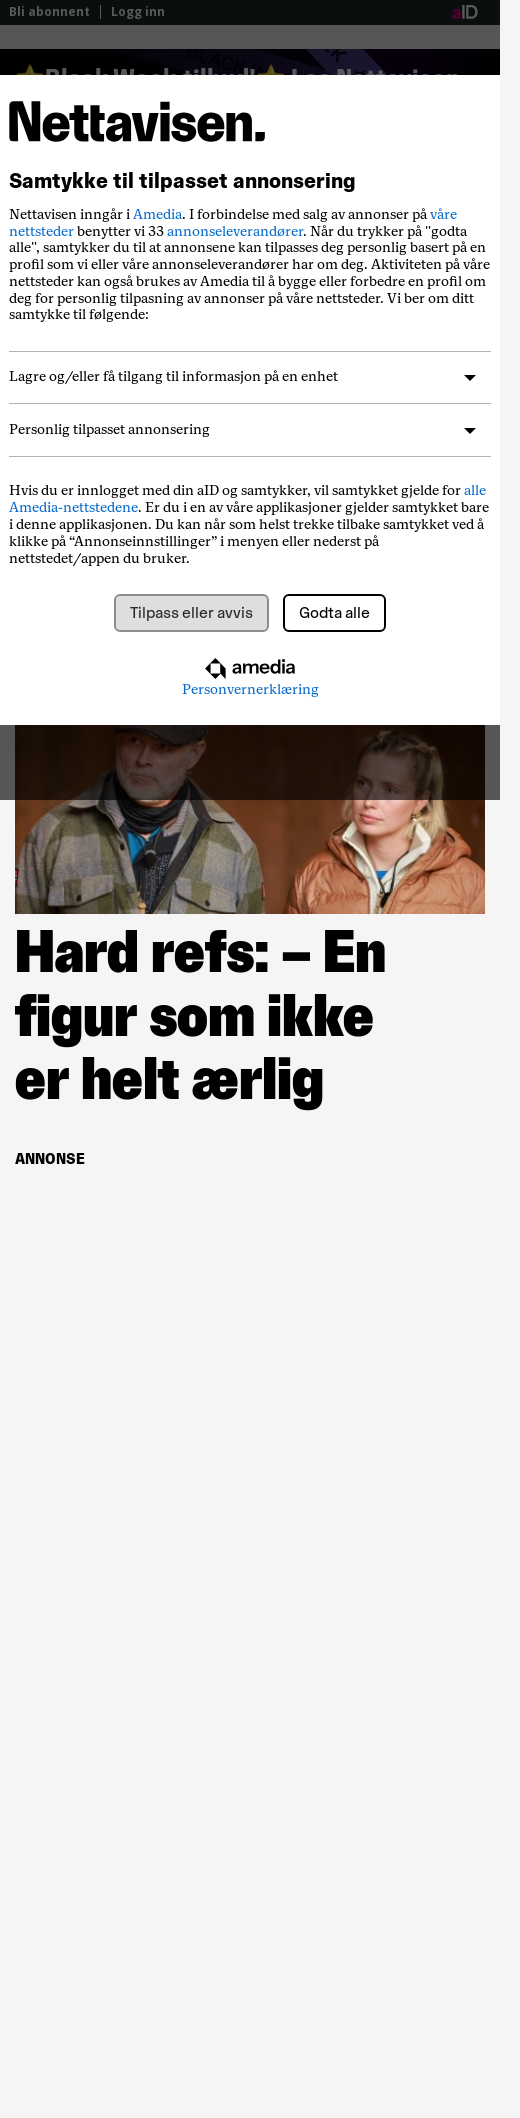 Bli abonnent
Logg inn
aID
Nettavisen.
Samtykke til tilpasset annonsering
Nettavisen inngår i Amedia. I forbindelse med salg av annonser på våre
nettsteder benytter vi 33 annonseleverandører. Når du trykker på "godta
alle", samtykker du til at annonsene kan tilpasses deg personlig basert på en
profil som vi eller våre annonseleverandører har om deg. Aktiviteten på våre
nettsteder kan også brukes av Amedia til å bygge eller forbedre en profil om
deg for personlig tilpasning av annonser på våre nettsteder. Vi ber om ditt
samtykke til følgende:
Lagre og/eller få tilgang til informasjon på en enhet
Personlig tilpasset annonsering
Hvis du er innlogget med din aID og samtykker, vil samtykket gjelde for alle
Amedia-nettstedene. Er du i en av våre applikasjoner gjelder samtykket bare
i denne applikasjonen. Du kan når som helst trekke tilbake samtykket ved å
klikke på “Annonseinnstillinger” i menyen eller nederst på
nettstedet/appen du bruker.
Tilpass eller avvis
Godta alle
amedia
Personvernerklæring
Hard refs: – En
figur som ikke
er helt ærlig
ANNONSE